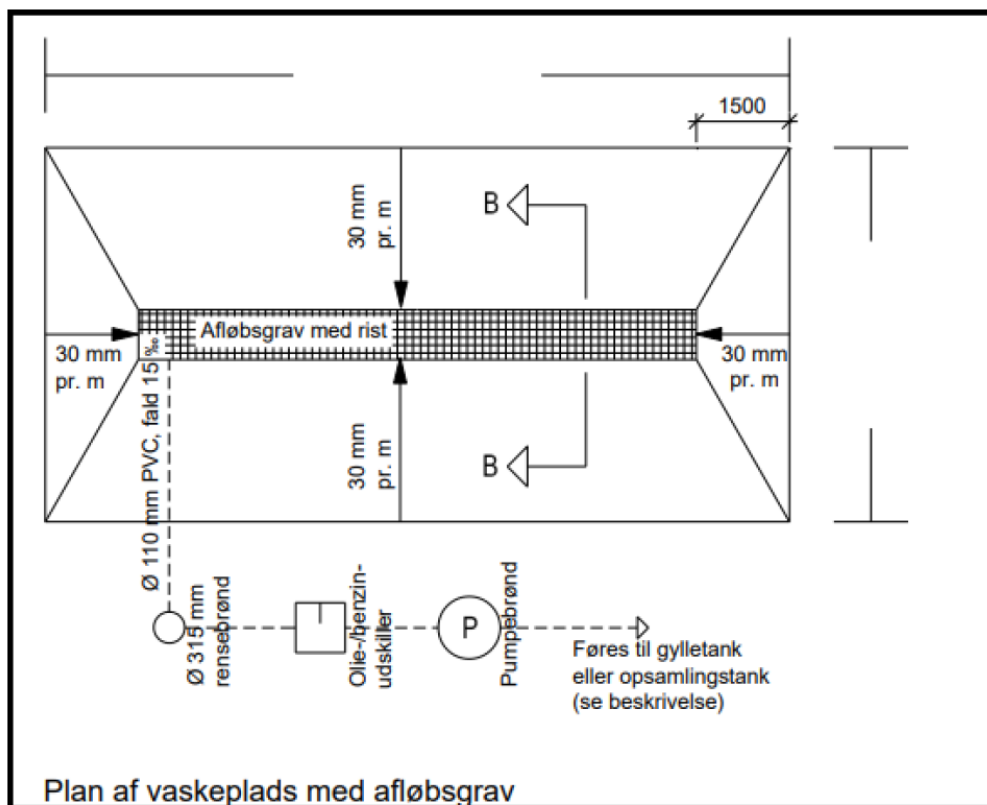 1500
30 mm
pr. m
B
Afløbsgrav med rist
30 mm
pr. m
30 mm
pr. m
Ø 110 mm PVC, fald 15 ‰
30 mm
pr. m
B
Ø 315 mm
rensebrønd
Olie-/benzin-
udskiller
P
Pumpebrønd
Føres til gylletank
eller opsamlingstank
(se beskrivelse)
Plan af vaskeplads med afløbsgrav